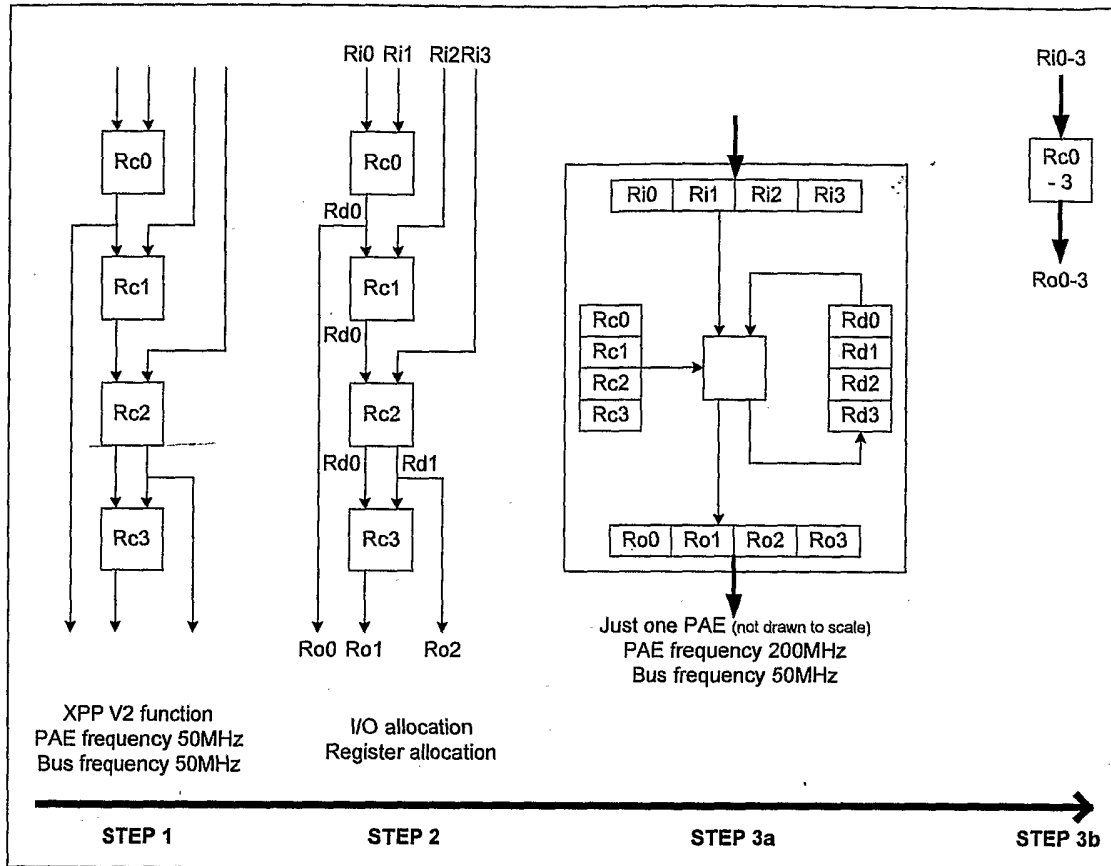 Ri0 Ri1 Ri2 Ri3
Rc0
Rc1
Rc2
Rc3
XPP V2 function
PAE frequency 50MHz
Bus frequency 50MHz
Rc0
Rd0
Rc1
Rd0
Rc2
Rd0 Rd1
Rc3
Ro0 Ro1 Ro2
I/O allocation
Register allocation
Ri0 Ri1 Ri2 Ri3
Rc0
Rc1
Rc2
Rc3
Rd0
Rd1
Rd2
Rd3
Ro0 Ro1 Ro2 Ro3
Just one PAE (not drawn to scale)
PAE frequency 200MHz
Bus frequency 50MHz
Ri0-3
Rc0
- 3
Ro0-3
STEP 1 STEP 2 STEP 3a STEP 3b